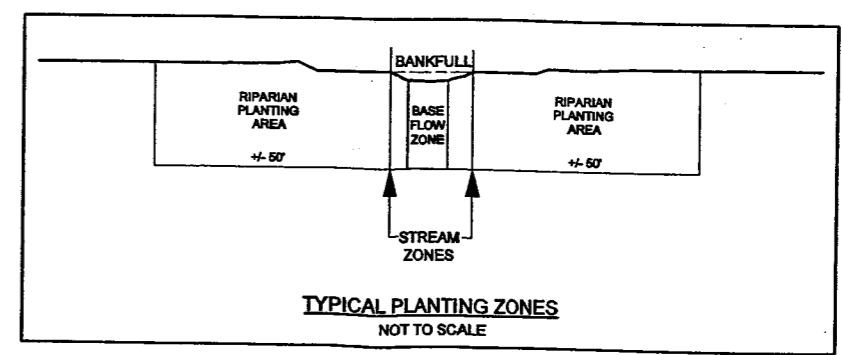 BANKFULL
RIPARIAN
PLANTING
AREA
+/- 50'
BASE
FLOW
ZONE
RIPARIAN
PLANTING
AREA
+/- 50'
STREAM
ZONES
TYPICAL PLANTING ZONES
NOT TO SCALE